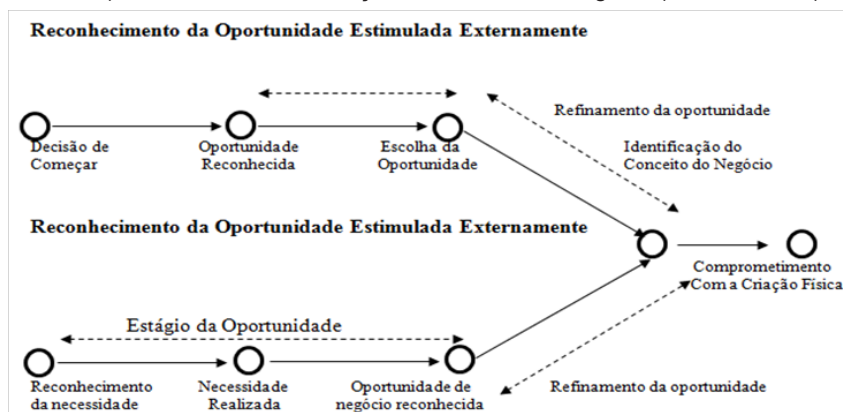 Reconhecimento da Oportunidade Estimulada Externamente
Refinamento da oportunidade
Decisão de
Começar
Oportunidade
Reconhecida
Escolha da
Oportunidade
Identificação do
Conceito do Negócio
Reconhecimento da Oportunidade Estimulada Externamente
Comprometimento
Com a Criação Física
Estágio da Oportunidade
Reconhecimento
da necessidade
Necessidade
Realizada
Oportunidade de
negócio reconhecida
Refinamento da oportunidade